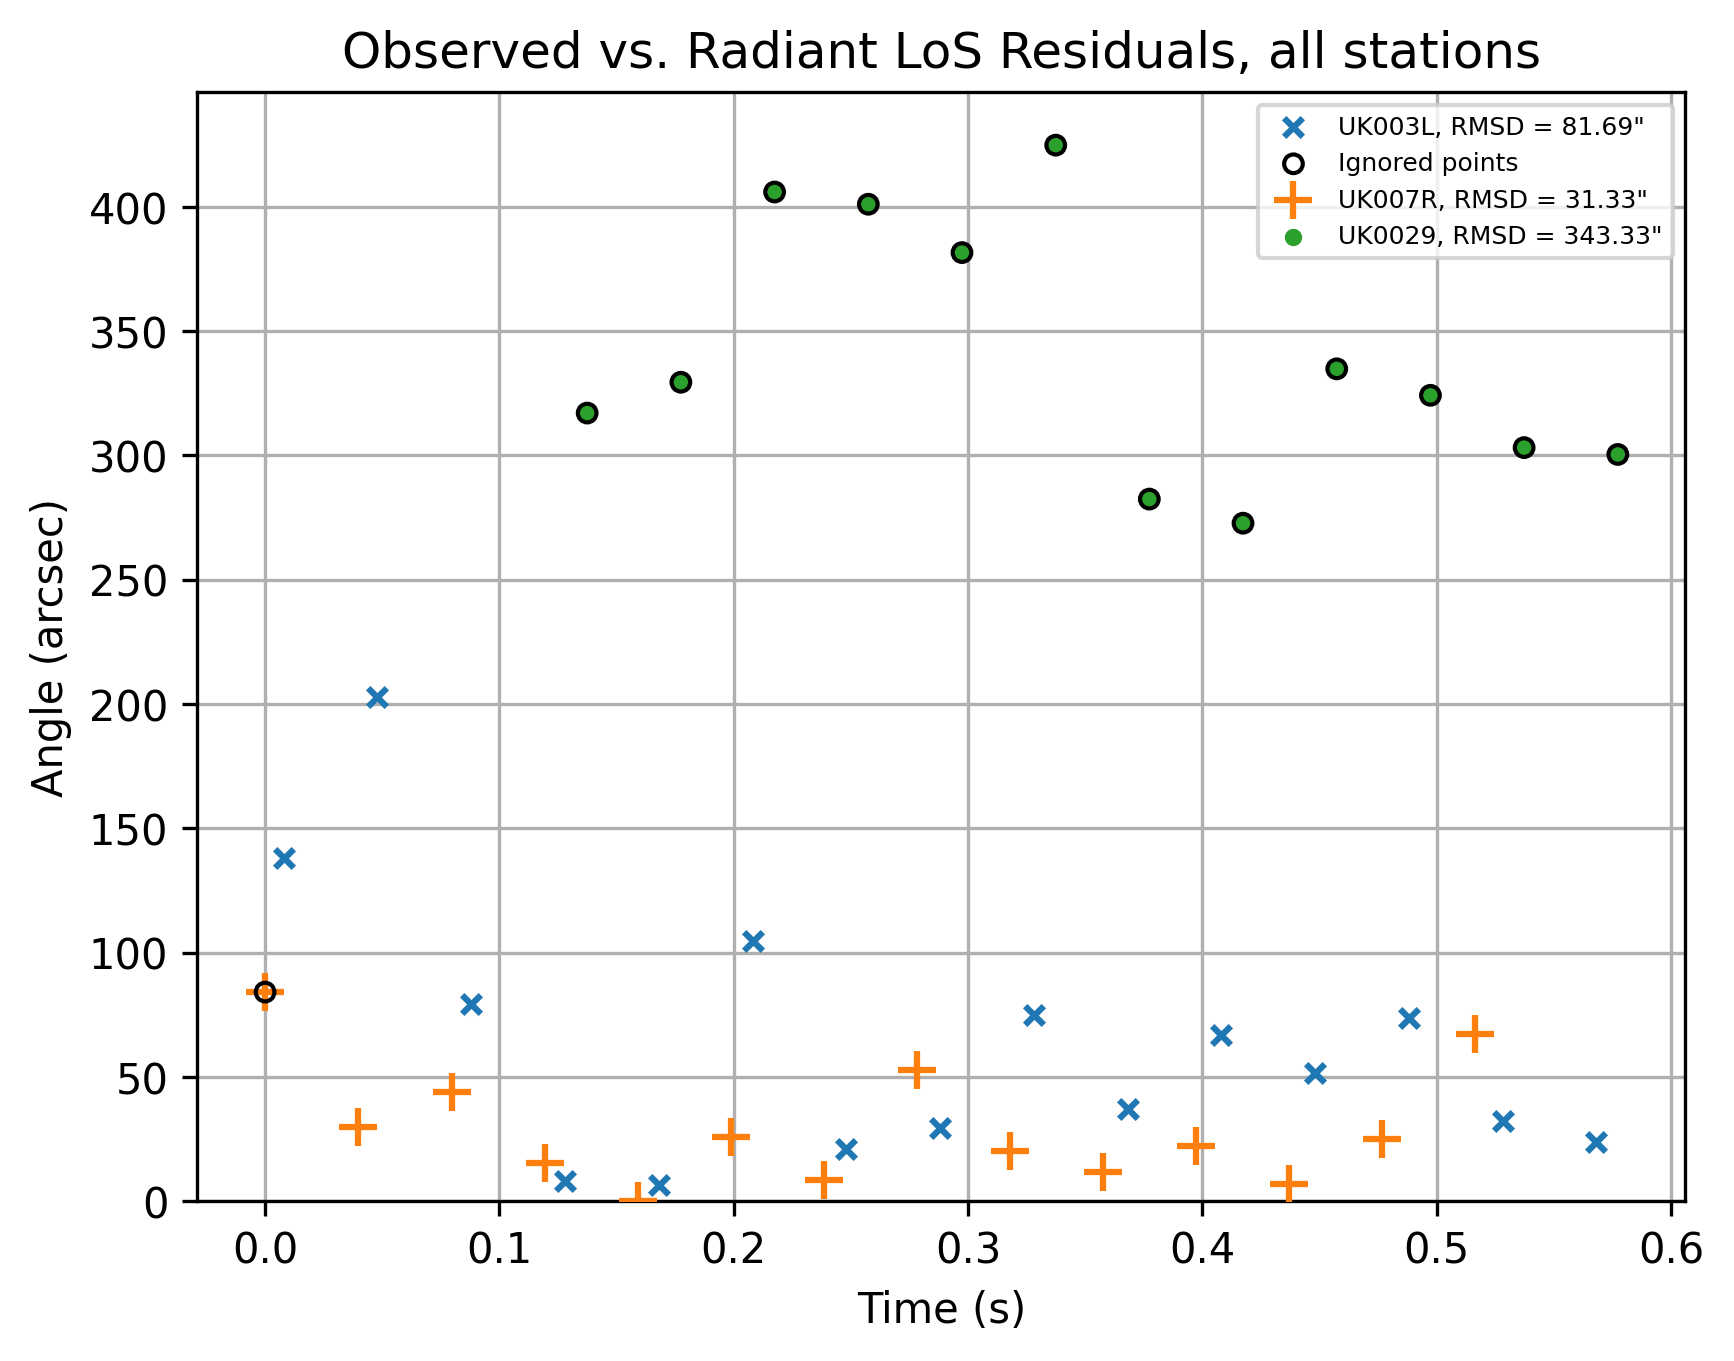 Observed vs. Radiant LoS Residuals, all stations
UK003L, RMSD = 81.69"
Ignored points
UK007R, RMSD = 31.33"
UK0029, RMSD = 343.33"
Angle (arcsec)
400
350
300
250
200
150
100
50
0
0.0 0.1 0.2 0.3 0.4 0.5 0.6
Time (s)